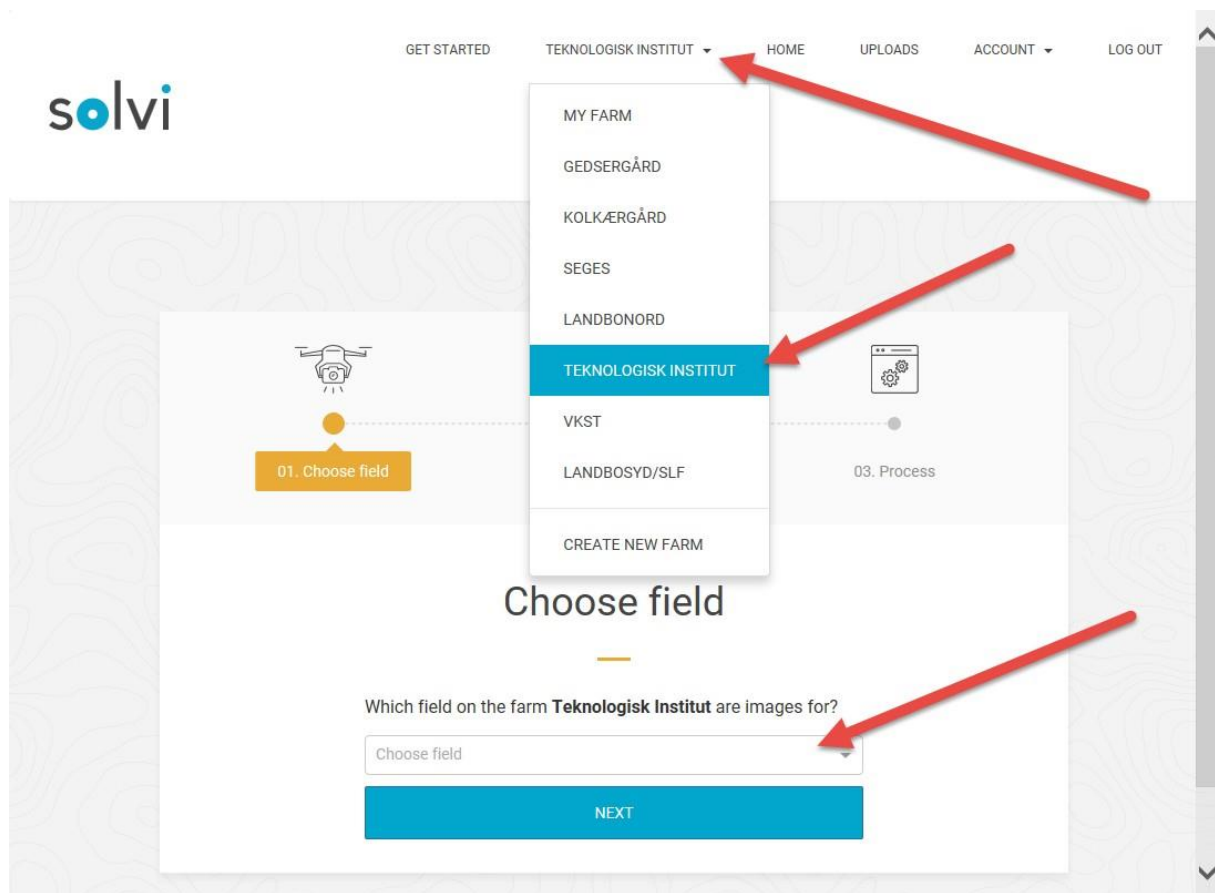 GET STARTED TEKNOLOGISK INSTITUT HOME UPLOADS ACCOUNT LOG OUT
solvi
MY FARM
GEDSERGÅRD
KOLKÆRGÅRD
SEGES
LANDBONORD
TEKNOLOGISK INSTITUT
VKST
LANDBOSYD/SLF
CREATE NEW FARM
01. Choose field
03. Process
Choose field
Which field on the farm Teknologisk Institut are images for?
Choose field
NEXT